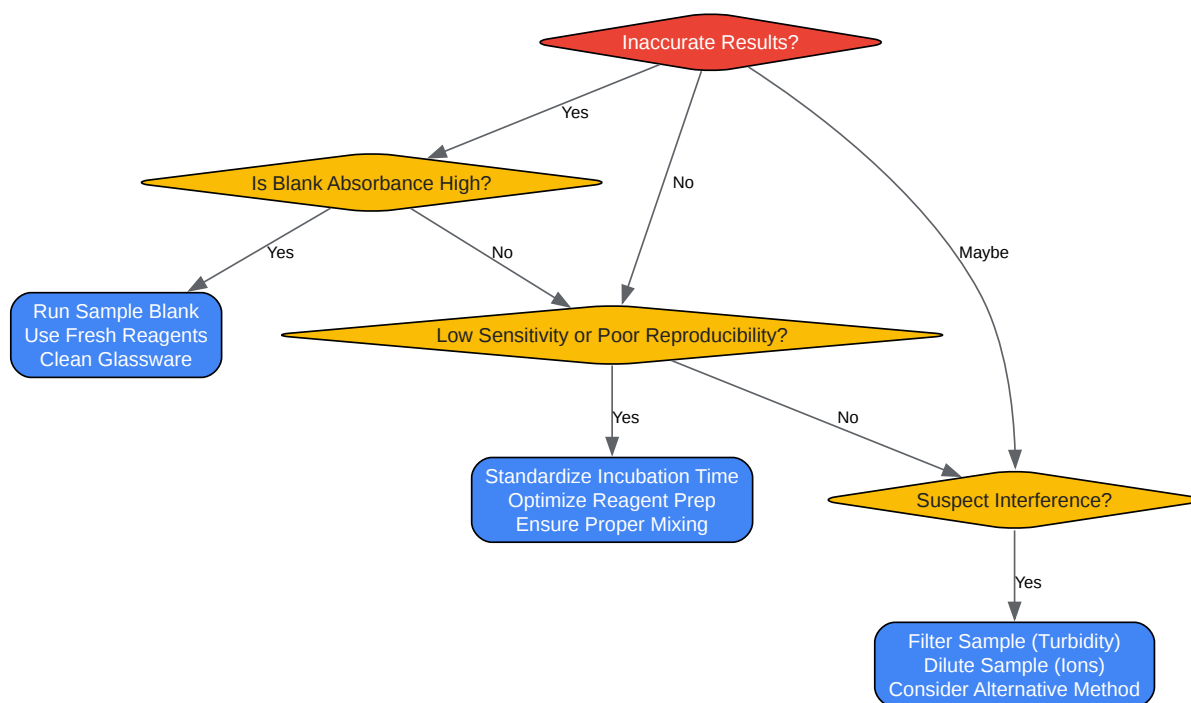 Inaccurate Results?
Yes
Is Blank Absorbance High?
No
Yes
No
Maybe
Run Sample Blank
Use Fresh Reagents
Clean Glassware
Low Sensitivity or Poor Reproducibility?
Yes
No
Standardize Incubation Time
Optimize Reagent Prep
Ensure Proper Mixing
Suspect Interference?
Yes
Filter Sample (Turbidity)
Dilute Sample (Ions)
Consider Alternative Method